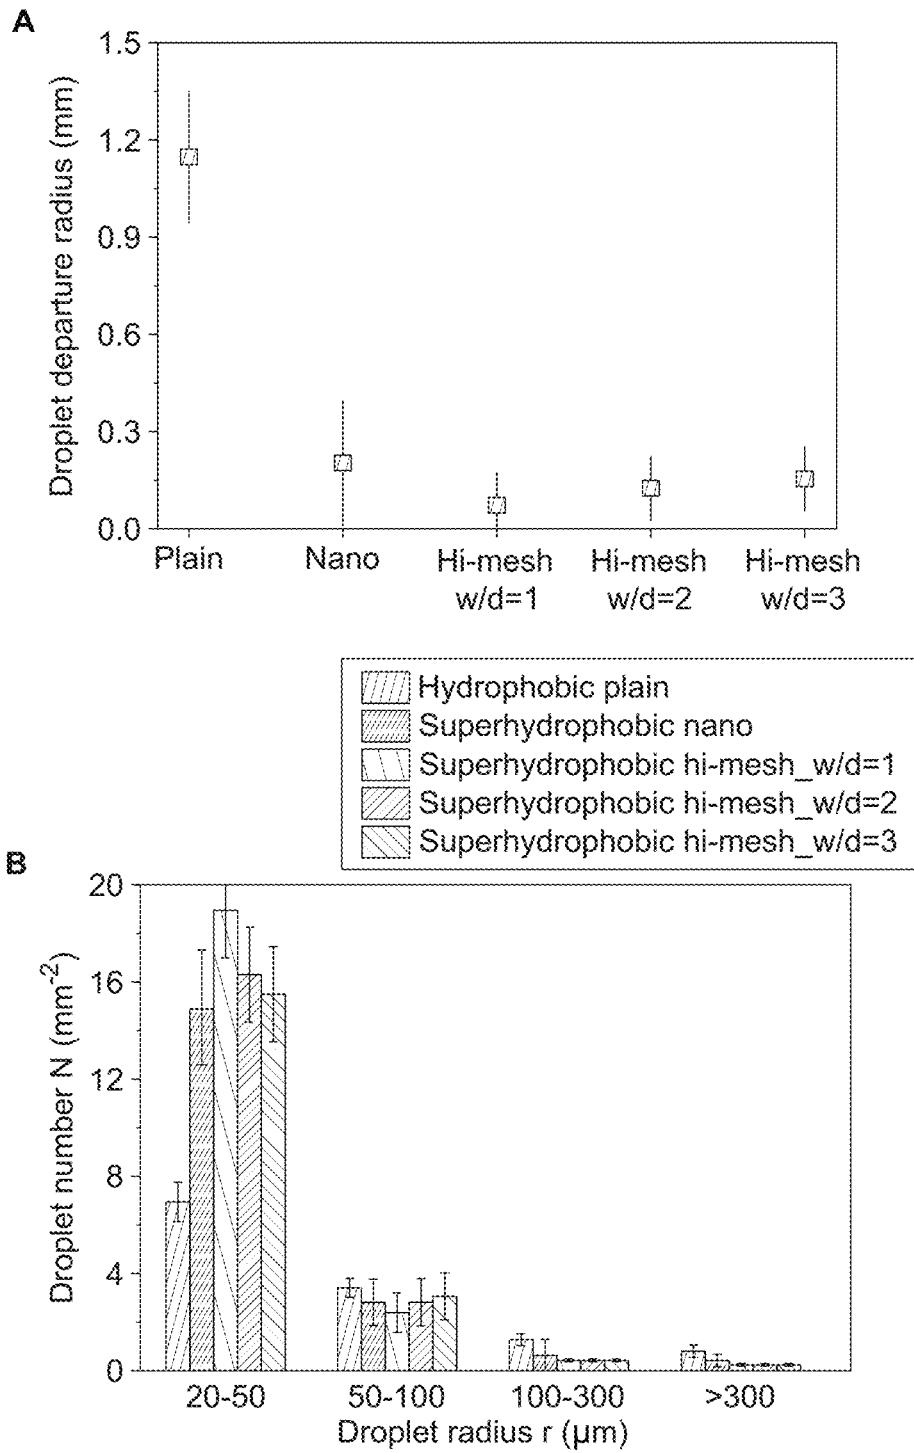 A
Droplet departure radius (mm)
1.5
1.2
0.9
0.6
0.3
0.0
Plain
Nano
Hi-mesh
w/d=1
Hi-mesh
w/d=2
Hi-mesh
w/d=3
Hydrophobic plain
Superhydrophobic nano
Superhydrophobic hi-mesh_w/d=1
Superhydrophobic hi-mesh_w/d=2
Superhydrophobic hi-mesh_w/d=3
B
Droplet number N (mm⁻²)
20
16
12
8
4
0
20-50
50-100
100-300
>300
Droplet radius r (µm)